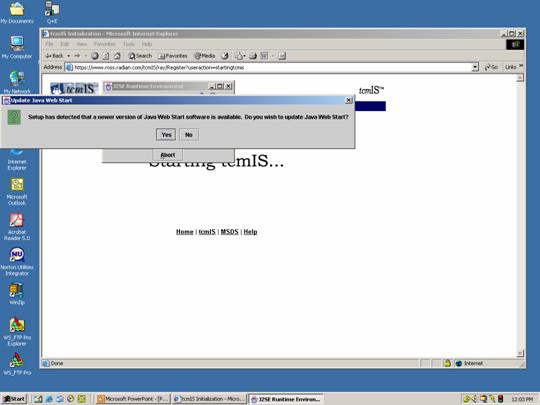 My Documents
Q+E
My Computer
My Network
Internet
Explorer
Microsoft
Outlook
Acrobat
Reader 5.0
Norton Utilities
Integrator
WinZip
WS_FTP Pro
Explorer
WS_FTP Pro
tcmIS Initialization - Microsoft Internet Explorer
File Edit View Favorites Tools Help
Back Search Favorites Media
Address https://www.ross.radian.com/tcmIS/ray/Register?useraction=startingtcmis Go Links »
tcmIS
J2SE Runtime Environment
tcmIS™
Update Java Web Start
Setup has detected that a newer version of Java Web Start software is available. Do you wish to update Java Web Start?
Yes No
Abort
Starting tcmIS...
Home | tcmIS | MSDS | Help
Done
Internet
Start
Microsoft PowerPoint - [P...
tcmIS Initialization - Micro...
J2SE Runtime Environ...
12:03 PM